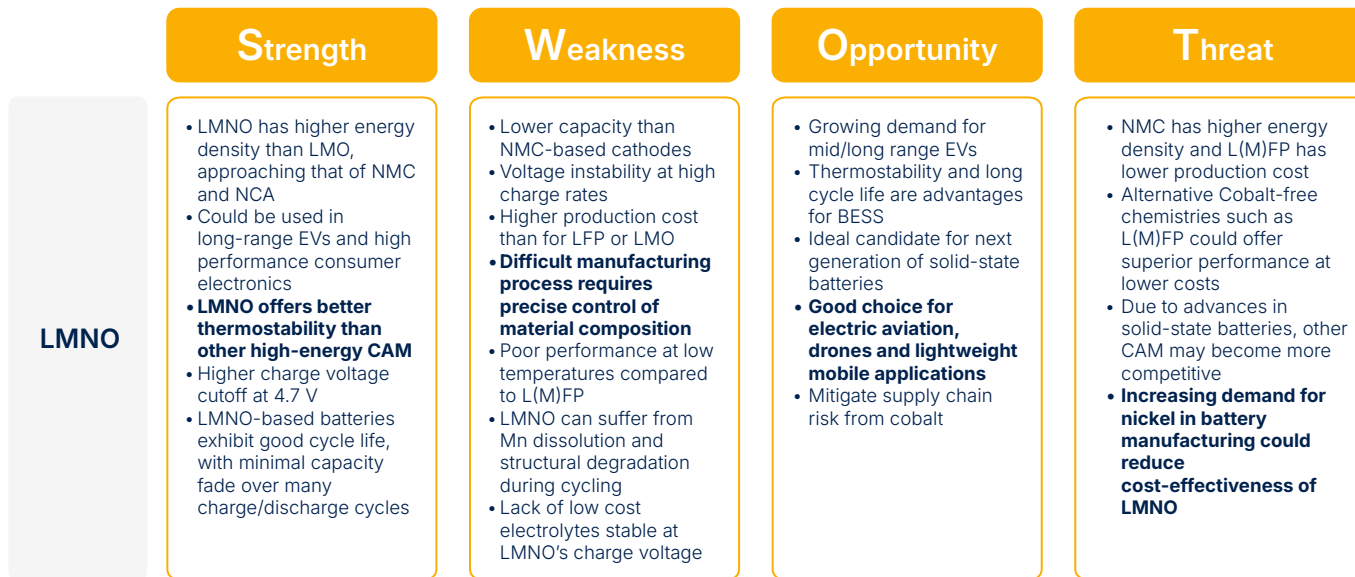 Strength
Weakness
Opportunity
Threat
LMNO
• LMNO has higher energy
density than LMO,
approaching that of NMC
and NCA
• Could be used in
long-range EVs and high
performance consumer
electronics
• LMNO offers better
thermostability than
other high-energy CAM
• Higher charge voltage
cutoff at 4.7 V
• LMNO-based batteries
exhibit good cycle life,
with minimal capacity
fade over many
charge/discharge cycles
• Lower capacity than
NMC-based cathodes
• Voltage instability at high
charge rates
• Higher production cost
than for LFP or LMO
• Difficult manufacturing
process requires
precise control of
material composition
• Poor performance at low
temperatures compared
to L(M)FP
• LMNO can suffer from
Mn dissolution and
structural degradation
during cycling
• Lack of low cost
electrolytes stable at
LMNO’s charge voltage
• Growing demand for
mid/long range EVs
• Thermostability and long
cycle life are advantages
for BESS
• Ideal candidate for next
generation of solid-state
batteries
• Good choice for
electric aviation,
drones and lightweight
mobile applications
• Mitigate supply chain
risk from cobalt
• NMC has higher energy
density and L(M)FP has
lower production cost
• Alternative Cobalt-free
chemistries such as
L(M)FP could offer
superior performance at
lower costs
• Due to advances in
solid-state batteries, other
CAM may become more
competitive
• Increasing demand for
nickel in battery
manufacturing could
reduce
cost-effectiveness of
LMNO